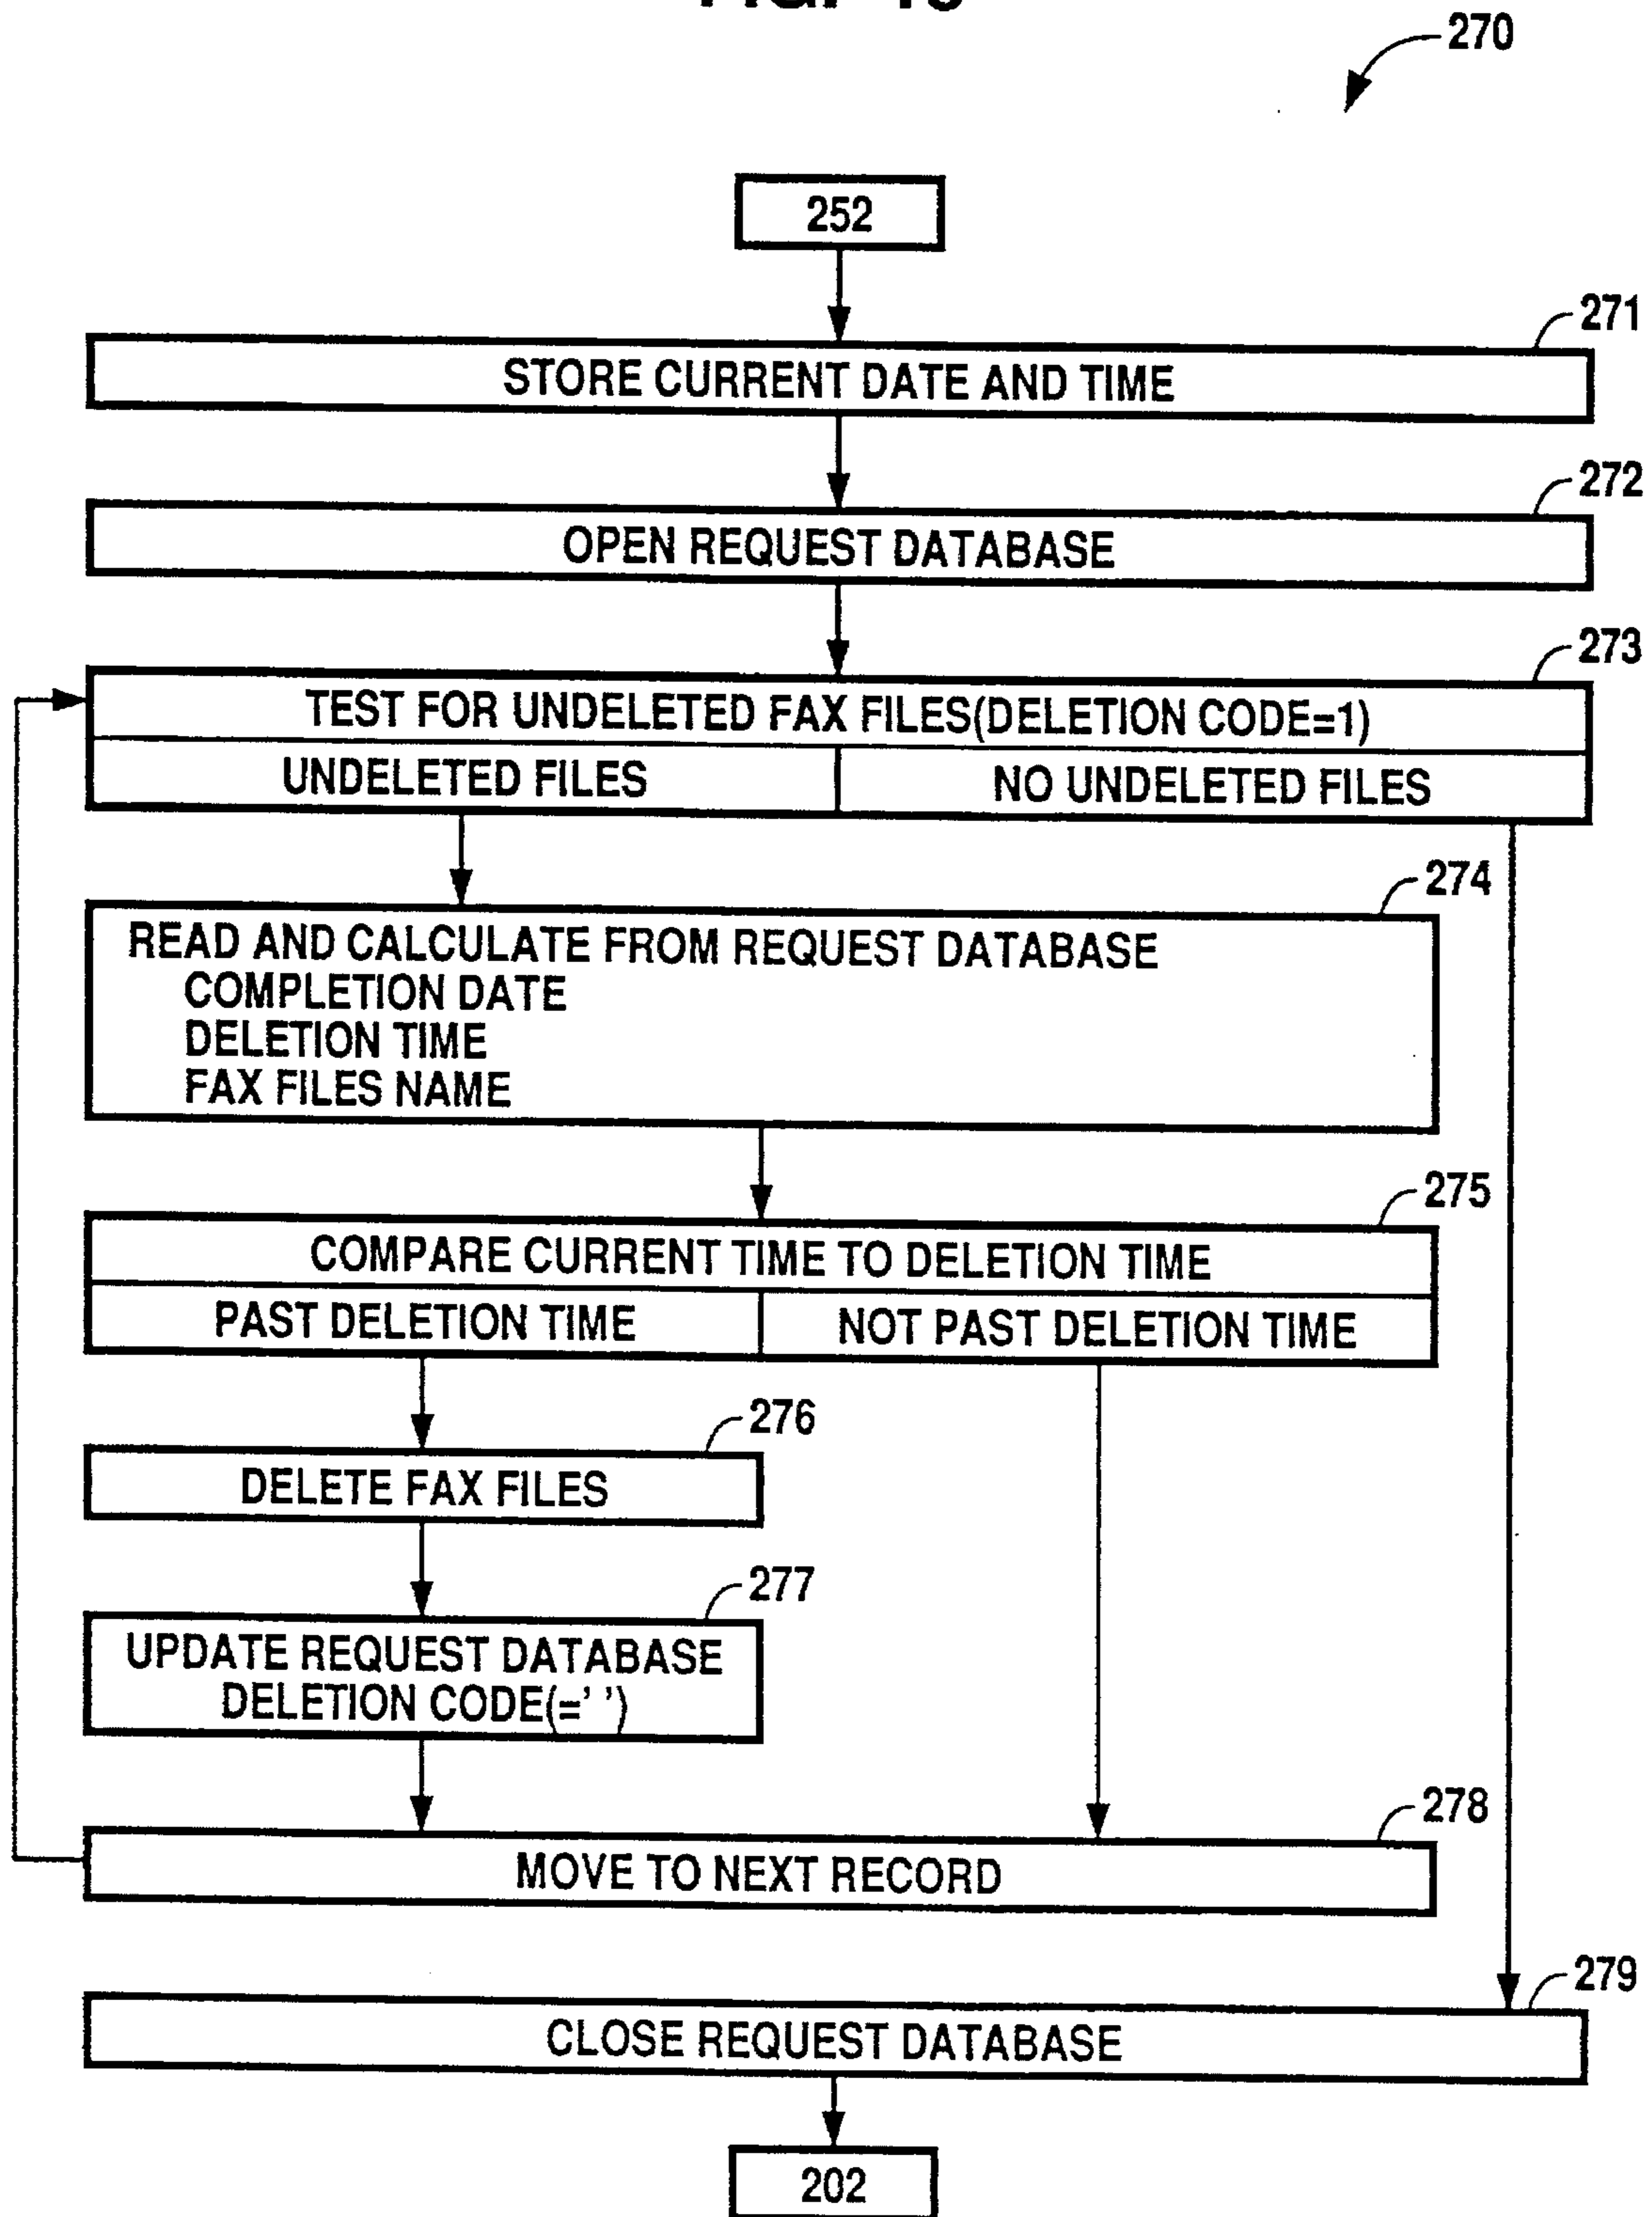 270
252
271
STORE CURRENT DATE AND TIME
272
OPEN REQUEST DATABASE
273
TEST FOR UNDELETED FAX FILES(DELETION CODE=1)
UNDELETED FILES
NO UNDELETED FILES
274
READ AND CALCULATE FROM REQUEST DATABASE
COMPLETION DATE
DELETION TIME
FAX FILES NAME
275
COMPARE CURRENT TIME TO DELETION TIME
PAST DELETION TIME
NOT PAST DELETION TIME
276
DELETE FAX FILES
277
UPDATE REQUEST DATABASE
DELETION CODE(=' ')
278
MOVE TO NEXT RECORD
279
CLOSE REQUEST DATABASE
202